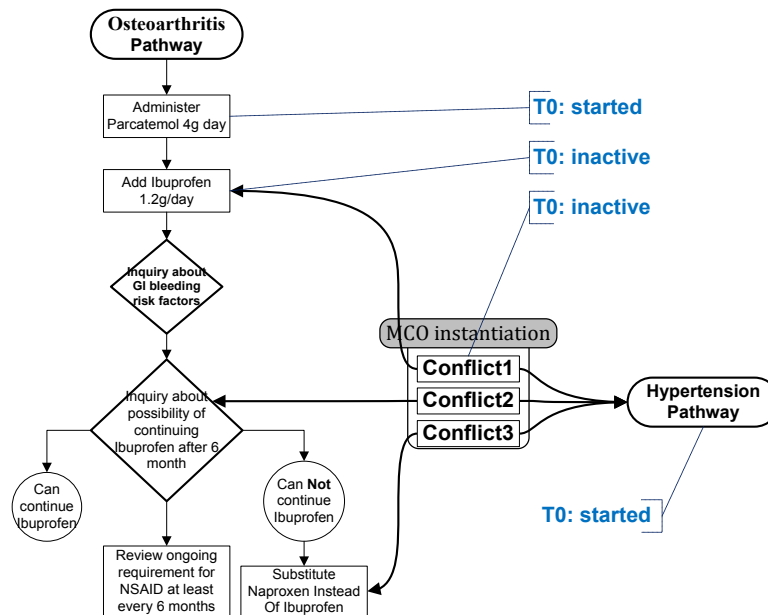 Osteoarthritis
Pathway
Administer
Parcatemol 4g day
T0: started
Add Ibuprofen
1.2g/day
T0: inactive
T0: inactive
Inquiry about
GI bleeding
risk factors
MCO instantiation
Conflict1
Conflict2
Conflict3
Hypertension
Pathway
Inquiry about
possibility of
continuing
Ibuprofen after 6
month
Can
continue
Ibuprofen
Can Not
continue
Ibuprofen
T0: started
Review ongoing
requirement for
NSAID at least
every 6 months
Substitute
Naproxen Instead
Of Ibuprofen